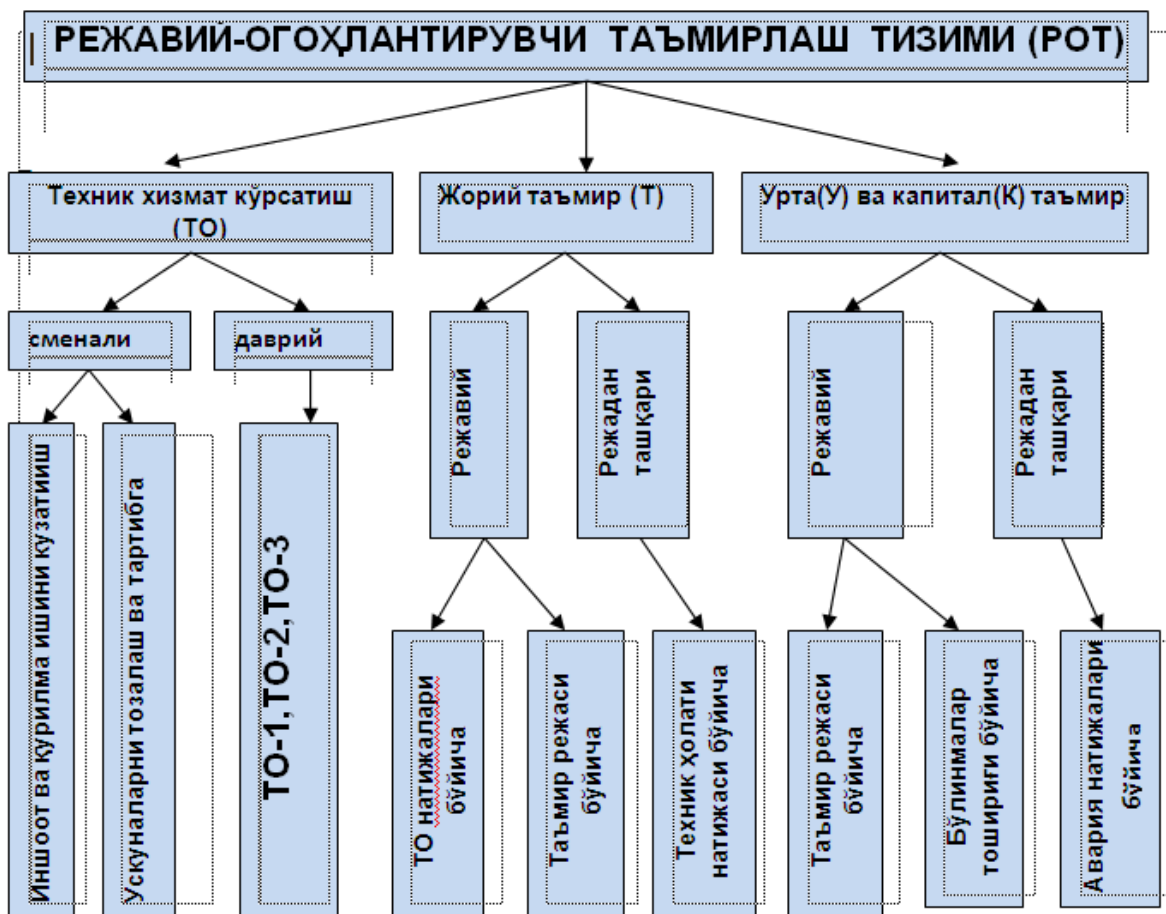 РЕЖАВИЙ-ОГОҲЛАНТИРУВЧИ ТАЪМИРЛАШ ТИЗИМИ (РОТ)
Техник хизмат кўрсатиш
(ТО)
Жорий таъмир (Т)
Урта(У) ва капитал(К) таъмир
сменали
даврий
Режавий
Режадан
ташқари
Режавий
Режадан
ташқари
Иншоот ва қурилма ишини кузатииш
Ускуналарни тозалаш ва тартибга
ТО-1,ТО-2,ТО-3
ТО натижалари
бўйича
Таъмир режаси
бўйича
Техник ҳолати
натижаси бўйича
Таъмир режаси
бўйича
Бўлинмалар
тошириғи бўйича
Авария натижалари
бўйича